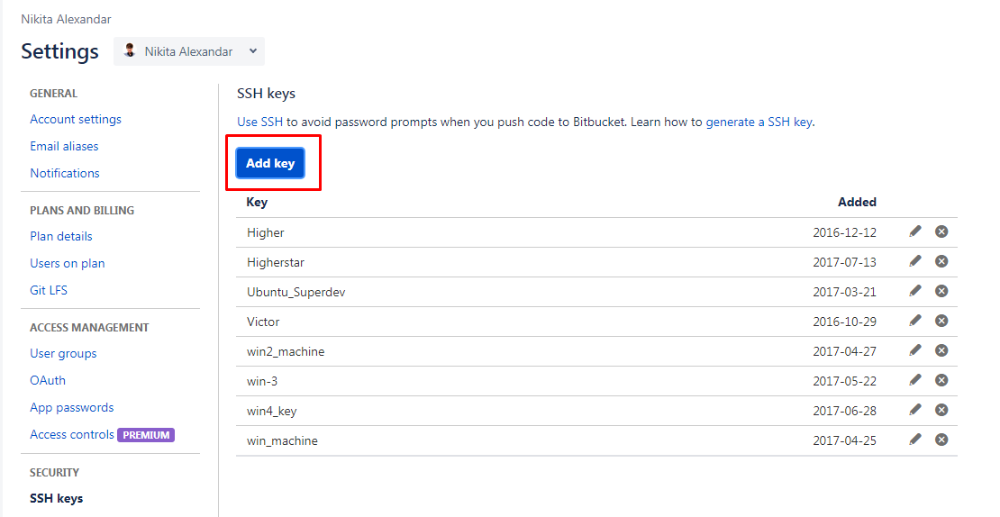 Nikita Alexandar
Settings
Nikita Alexandar
GENERAL
Account settings
Email aliases
Notifications
PLANS AND BILLING
Plan details
Users on plan
Git LFS
ACCESS MANAGEMENT
User groups
OAuth
App passwords
Access controls PREMIUM
SECURITY
SSH keys
SSH keys
Use SSH to avoid password prompts when you push code to Bitbucket. Learn how to generate a SSH key.
Add key
Key Added
Higher 2016-12-12
Higherstar 2017-07-13
Ubuntu_Superdev 2017-03-21
Victor 2016-10-29
win2_machine 2017-04-27
win-3 2017-05-22
win4_key 2017-06-28
win_machine 2017-04-25